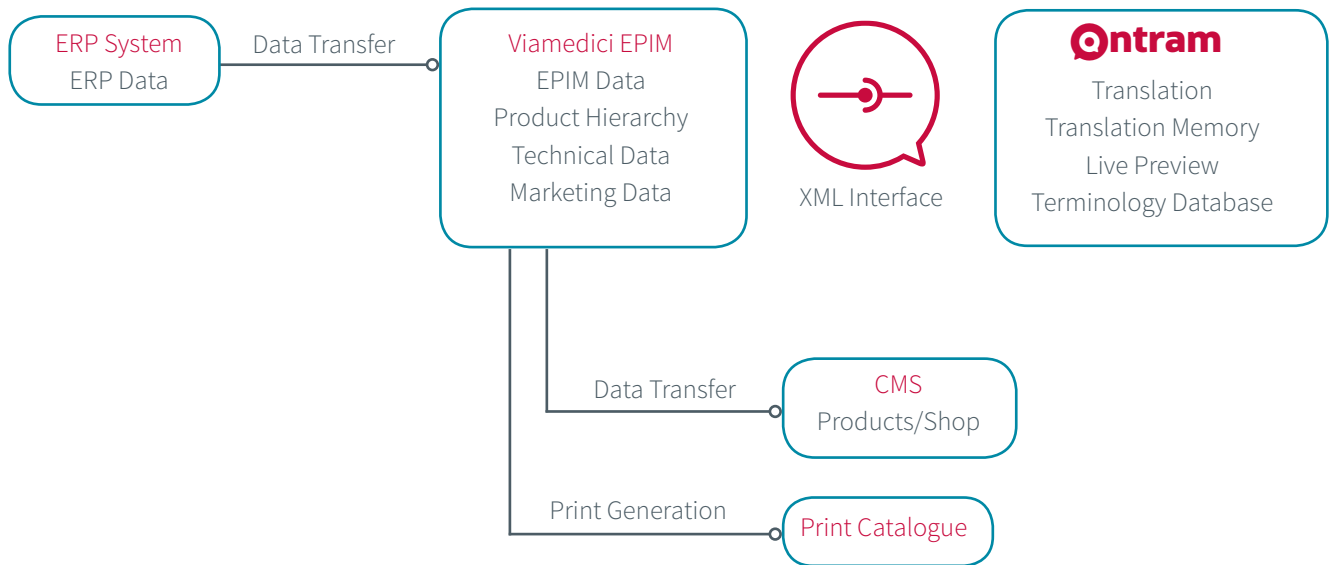 ERP System
ERP Data
Data Transfer
Viamedici EPIM
EPIM Data
Product Hierarchy
Technical Data
Marketing Data
XML Interface
Ontram
Translation
Translation Memory
Live Preview
Terminology Database
Data Transfer
CMS
Products/Shop
Print Generation
Print Catalogue